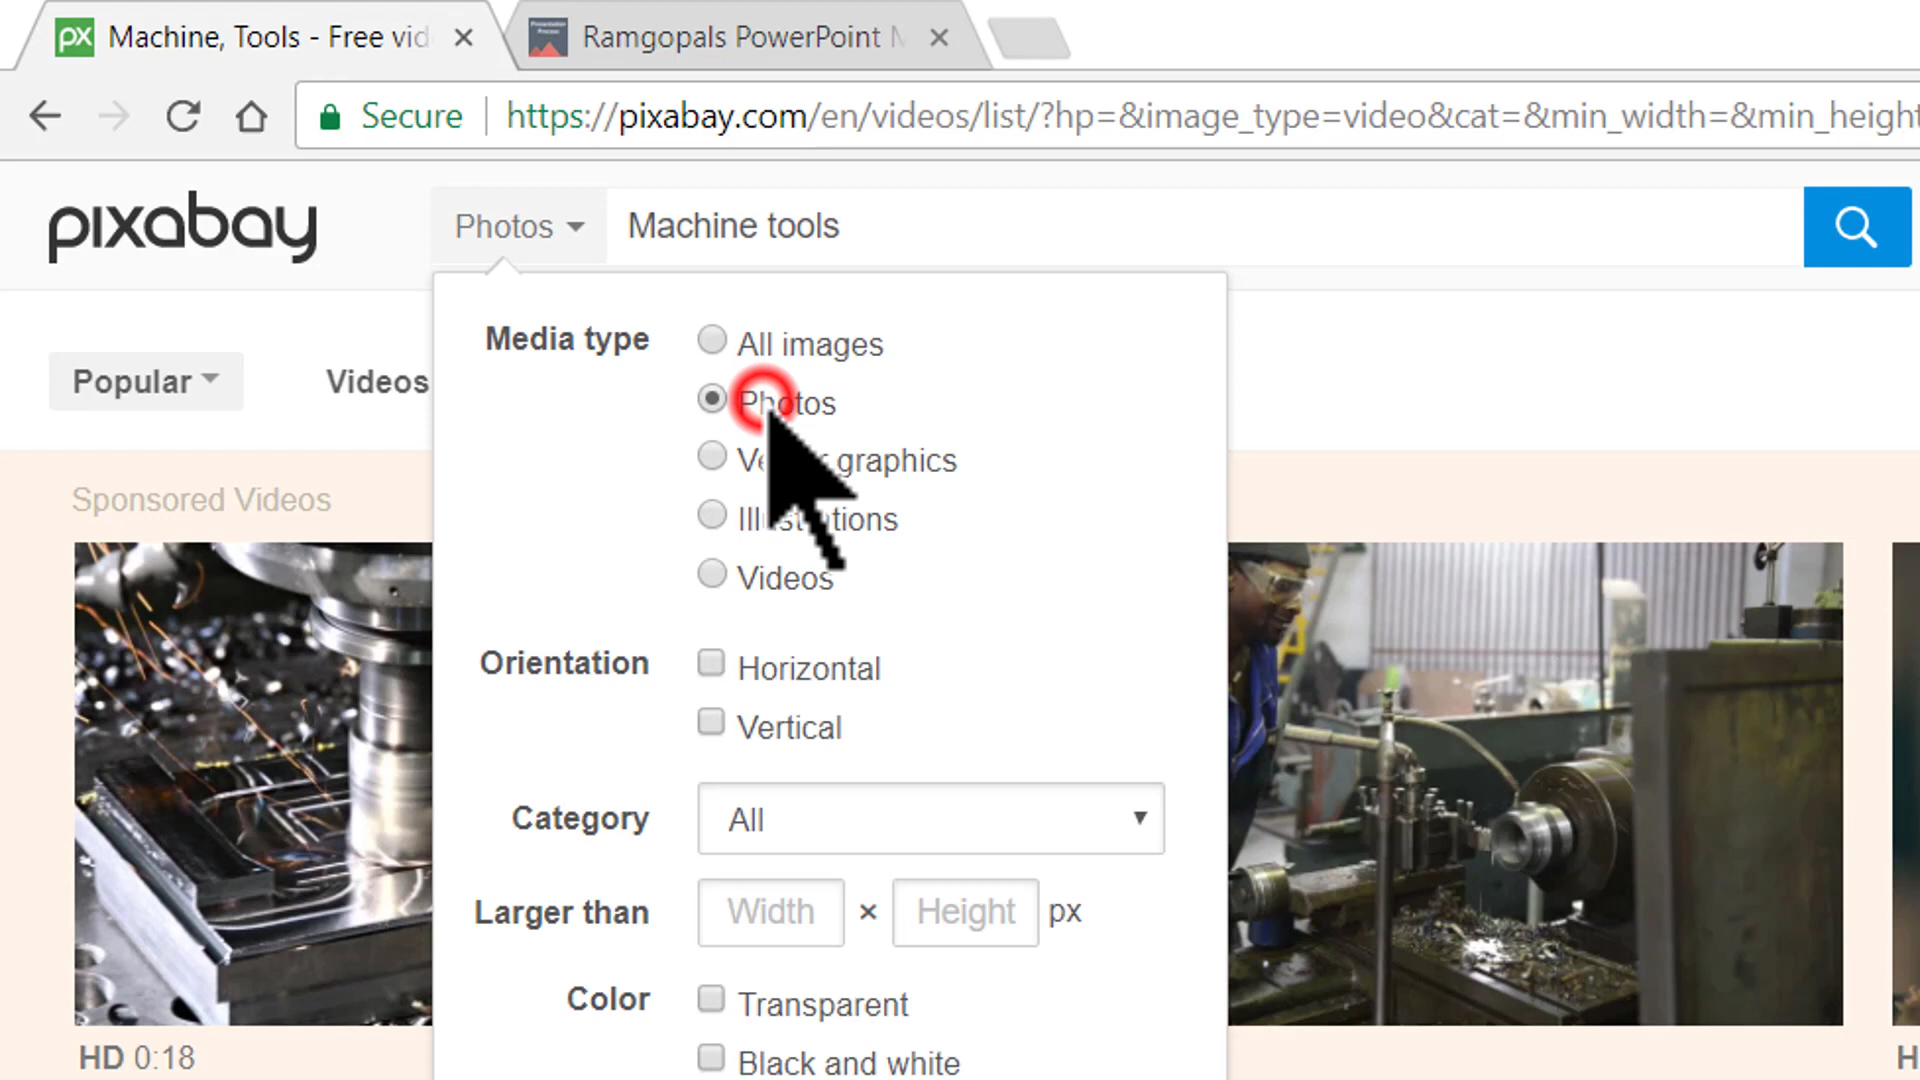 Machine, Tools - Free vid
Ramgopals PowerPoint
Secure
https://pixabay.com/en/videos/list/?hp=&image_type=video&cat=&min_width=&min_height
pixabay
Photos
Machine tools
Media type
All images
Photos
graphics
Videos
Popular
Videos
Sponsored Videos
Orientation
Horizontal
Vertical
Category
All
Larger than
Width × Height px
Color
Transparent
Black and white
HD 0:18
H